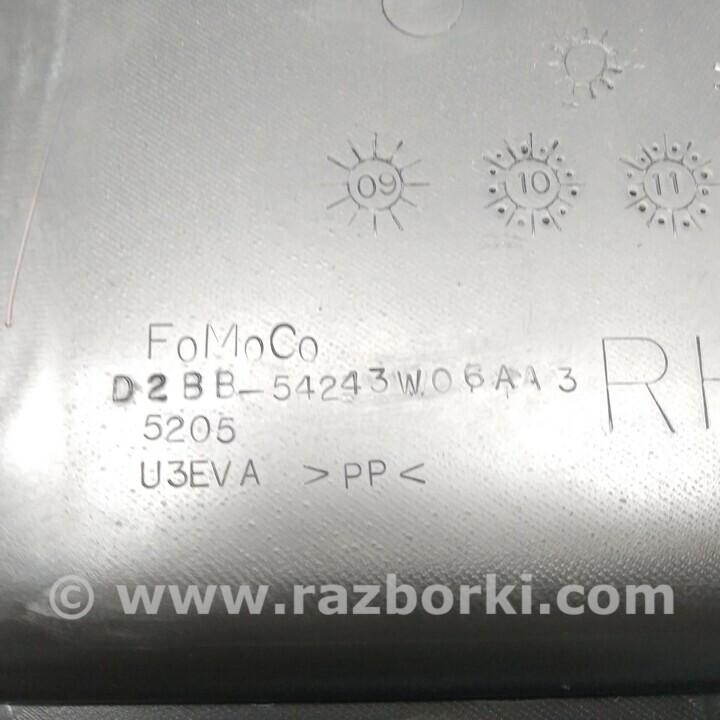 09 10 11
FoMoCo
D2BB-54243W06AA3
RH
5205
U3EVA >PP<
© www.razborki.com